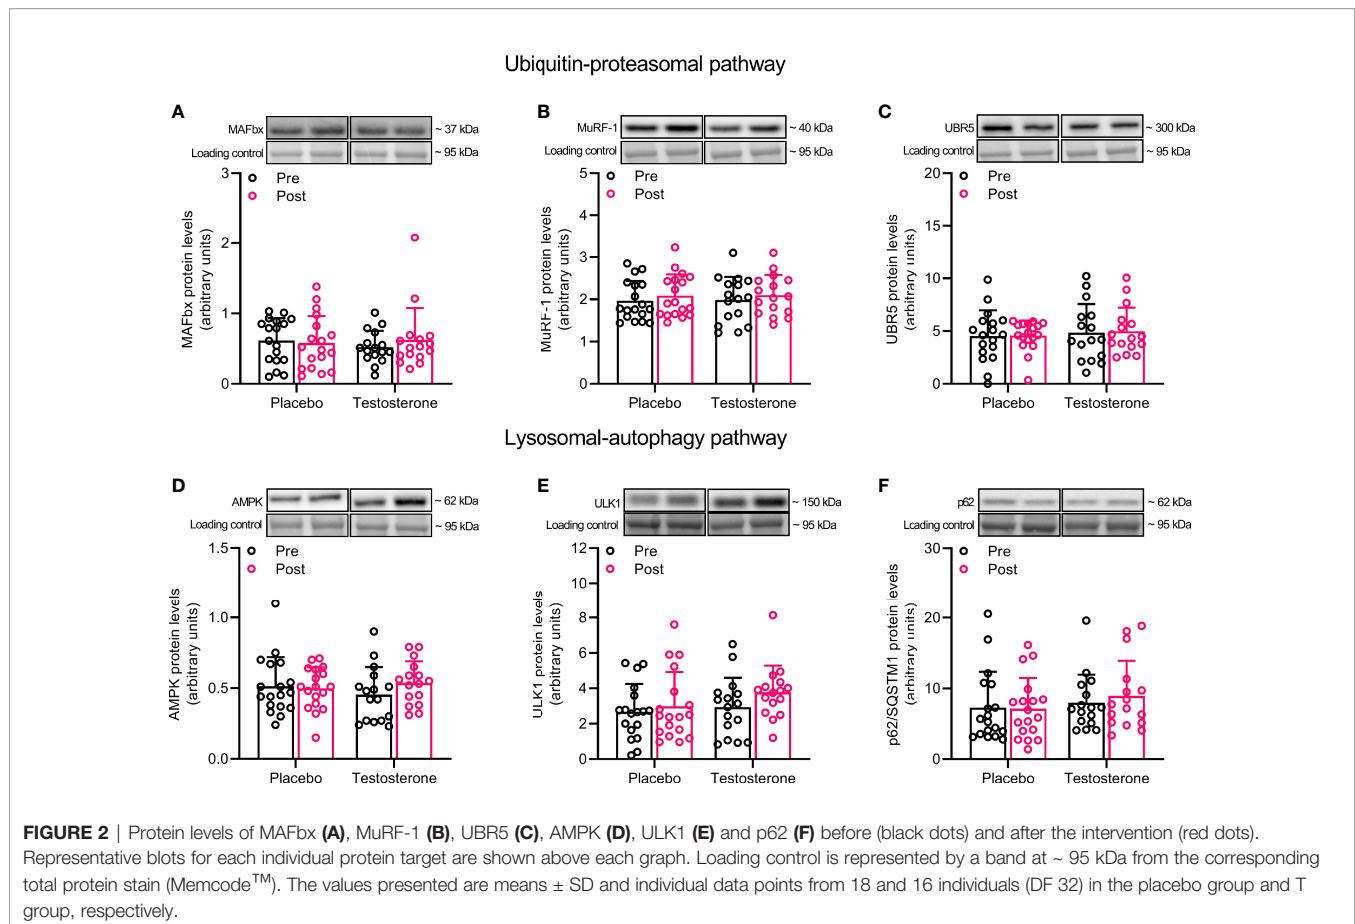 Ubiquitin-proteasomal pathway
A
MAFbx
~ 37 kDa
Loading control
~ 95 kDa
Pre
Post
MAFbx protein levels
(arbitrary units)
3
2
1
0
Placebo
Testosterone
B
MuRF-1
~ 40 kDa
Loading control
~ 95 kDa
Pre
Post
MuRF-1 protein levels
(arbitrary units)
5
4
3
2
1
0
Placebo
Testosterone
C
UBR5
~ 300 kDa
Loading control
~ 95 kDa
Pre
Post
UBR5 protein levels
(arbitrary units)
20
15
10
5
0
Placebo
Testosterone
Lysosomal-autophagy pathway
D
AMPK
~ 62 kDa
Loading control
~ 95 kDa
Pre
Post
AMPK protein levels
(arbitrary units)
1.5
1.0
0.5
0.0
Placebo
Testosterone
E
ULK1
~ 150 kDa
Loading control
~ 95 kDa
Pre
Post
ULK1 protein levels
(arbitrary units)
12
10
8
6
4
2
0
Placebo
Testosterone
F
p62
~ 62 kDa
Loading control
~ 95 kDa
Pre
Post
p62/SQSTM1 protein levels
(arbitrary units)
30
20
10
0
Placebo
Testosterone
FIGURE 2 | Protein levels of MAFbx (A), MuRF-1 (B), UBR5 (C), AMPK (D), ULK1 (E) and p62 (F) before (black dots) and after the intervention (red dots).
Representative blots for each individual protein target are shown above each graph. Loading control is represented by a band at ~ 95 kDa from the corresponding
total protein stain (Memcode™). The values presented are means ± SD and individual data points from 18 and 16 individuals (DF 32) in the placebo group and T
group, respectively.